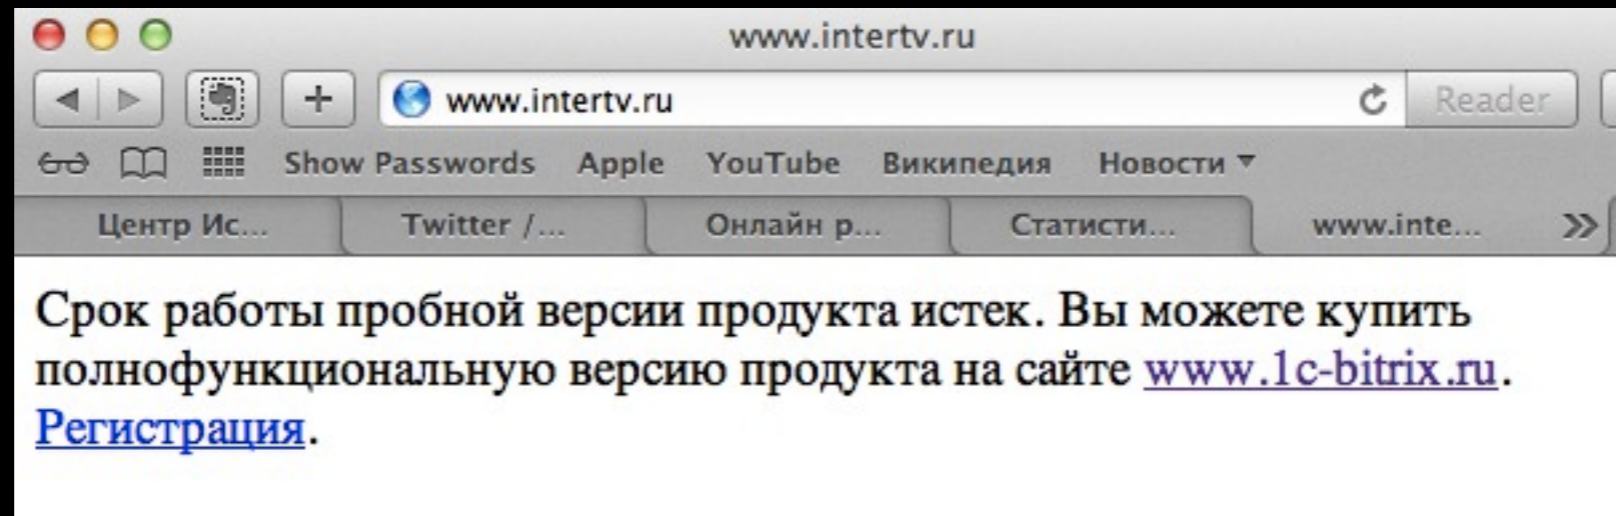 www.intertv.ru
www.intertv.ru Reader
Show Passwords Apple YouTube Википедия Новости
Центр Ис... Twitter /... Онлайн р... Статисти... www.inte...
Срок работы пробной версии продукта истек. Вы можете купить
полнофункциональную версию продукта на сайте www.1c-bitrix.ru.
Регистрация.